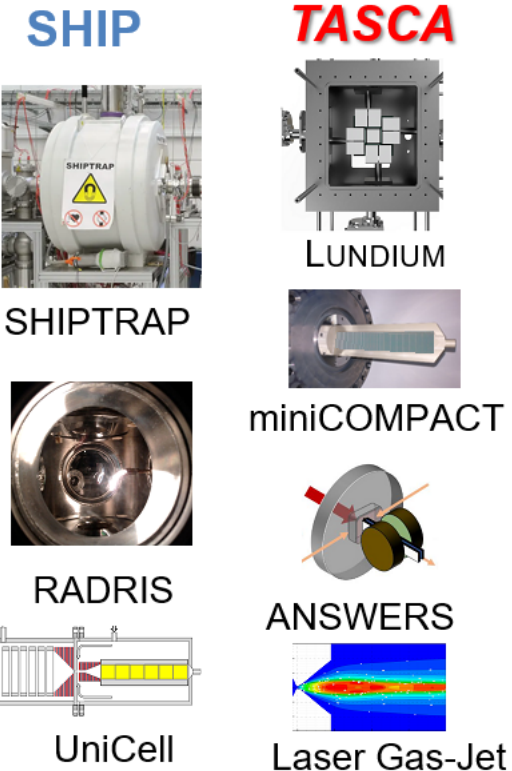 SHIP
TASCA
SHIPTRAP
LUNDIUM
SHIPTRAP
miniCOMPACT
RADRIS
ANSWERS
UniCell
Laser Gas-Jet